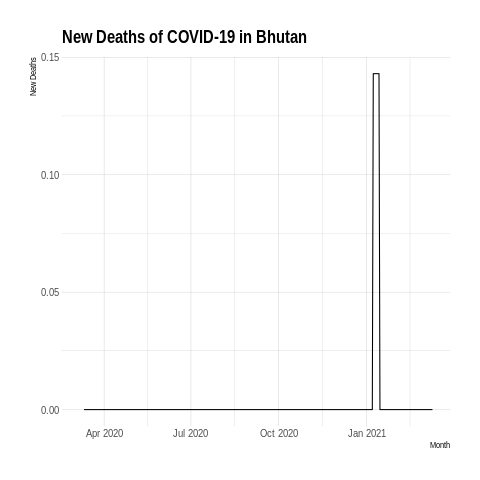 New Deaths of COVID-19 in Bhutan
New Deaths
0.15
0.10
0.05
0.00
Apr 2020 Jul 2020 Oct 2020 Jan 2021
Month